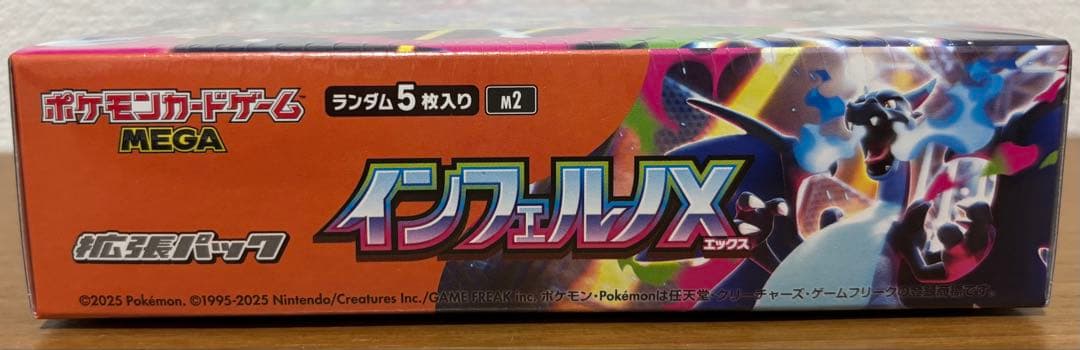 ポケモンカードゲーム
MEGA
ランダム5枚入り M2
インフェルノX
エックス
拡張パック
©2025 Pokémon. ©1995-2025 Nintendo/Creatures Inc./GAME FREAK inc. ポケモン・Pokémonは任天堂・クリーチャーズ・ゲームフリークの登録商標です。